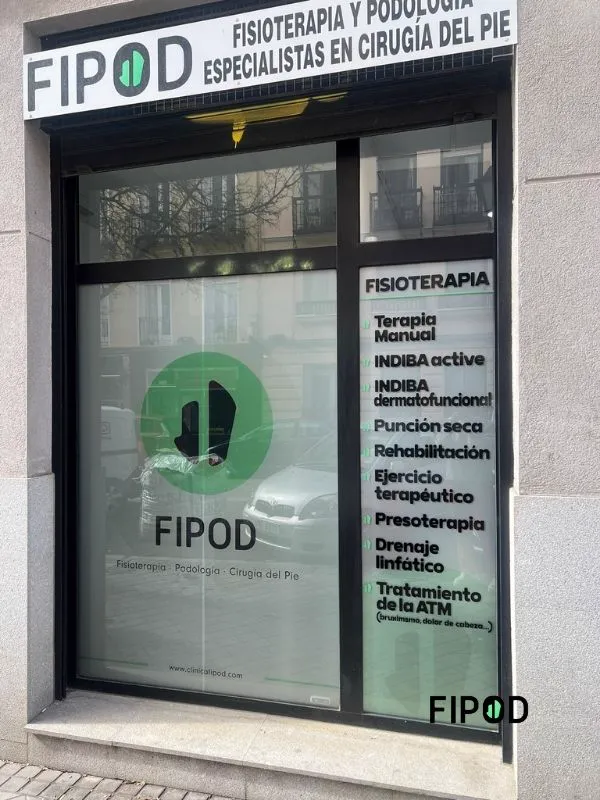 FIPOD
FISIOTERAPIA Y PODOLOGÍA
ESPECIALISTAS EN CIRUGÍA DEL PIE
FIPOD
Fisioterapia · Podología · Cirugía del Pie
www.clinicafipod.com
FISIOTERAPIA
Terapia
Manual
INDIBA active
INDIBA
dermatofuncional
Punción seca
Rehabilitación
Ejercicio
terapéutico
Presoterapia
Drenaje
linfático
Tratamiento
de la ATM
(bruximsmo, dolor de cabeza...)
FIPOD